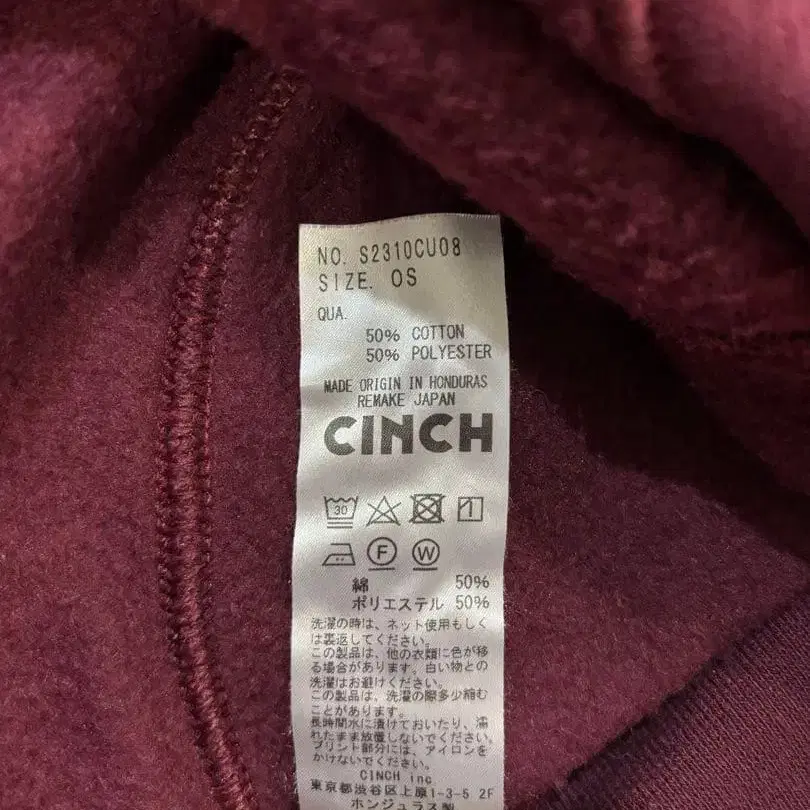 NO. S2310CU08
SIZE. OS
QUA.
50% COTTON
50% POLYESTER
MADE ORIGIN IN HONDURAS
REMAKE JAPAN
CINCH
30
F W
綿 50%
ポリエステル 50%
洗濯の時は、ネット使用もしく
は裏返してください。
この製品は、他の衣類に色が移
る場合があります。白い物との
洗濯はお避けください。
この製品は、洗濯の際多少縮む
ことがあります。
長時間水に漬けておいたり、濡
れたまま放置しないでください。
プリント部分には、アイロンを
かけないでください。
CINCH inc.
東京都渋谷区上原1-3-5 2F
ホンジュラス製